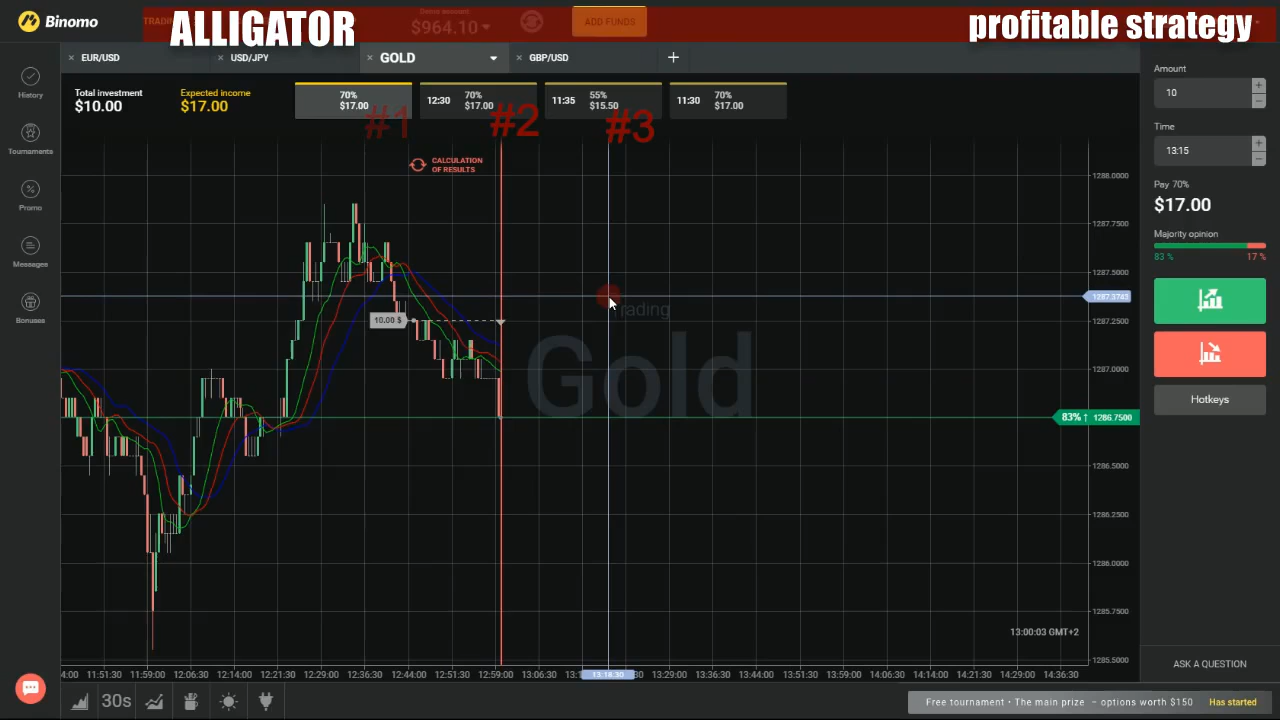 ALLIGATOR
profitable strategy
Binomo
TRADING
Demo account
$964.10
ADD FUNDS
EUR/USD
USD/JPY
GOLD
GBP/USD
Total investment
$10.00
Expected income
$17.00
70%
$17.00
12:30
70%
$17.00
11:35
55%
$15.50
11:30
70%
$17.00
#1
#2
#3
CALCULATION
OF RESULTS
History
Tournaments
Promo
Messages
Bonuses
10.00 $
Trading
Gold
1288.0000
1287.7500
1287.5000
1287.3743
1287.2500
1287.0000
83% ↑ 1286.7500
1286.5000
1286.2500
1286.0000
1285.7500
1285.5000
13:00:03 GMT+2
11:51:30 11:59:00 12:06:30 12:14:00 12:21:30 12:29:00 12:36:30 12:44:00 12:51:30 12:59:00 13:06:30 13:18:30 13:29:00 13:36:30 13:44:00 13:51:30 13:59:00 14:06:30 14:14:00 14:21:30 14:29:00 14:36:30
30s
Amount
10
Time
13:15
Pay 70%
$17.00
Majority opinion
83 % 17 %
Hotkeys
ASK A QUESTION
Free tournament • The main prize – options worth $150 Has started